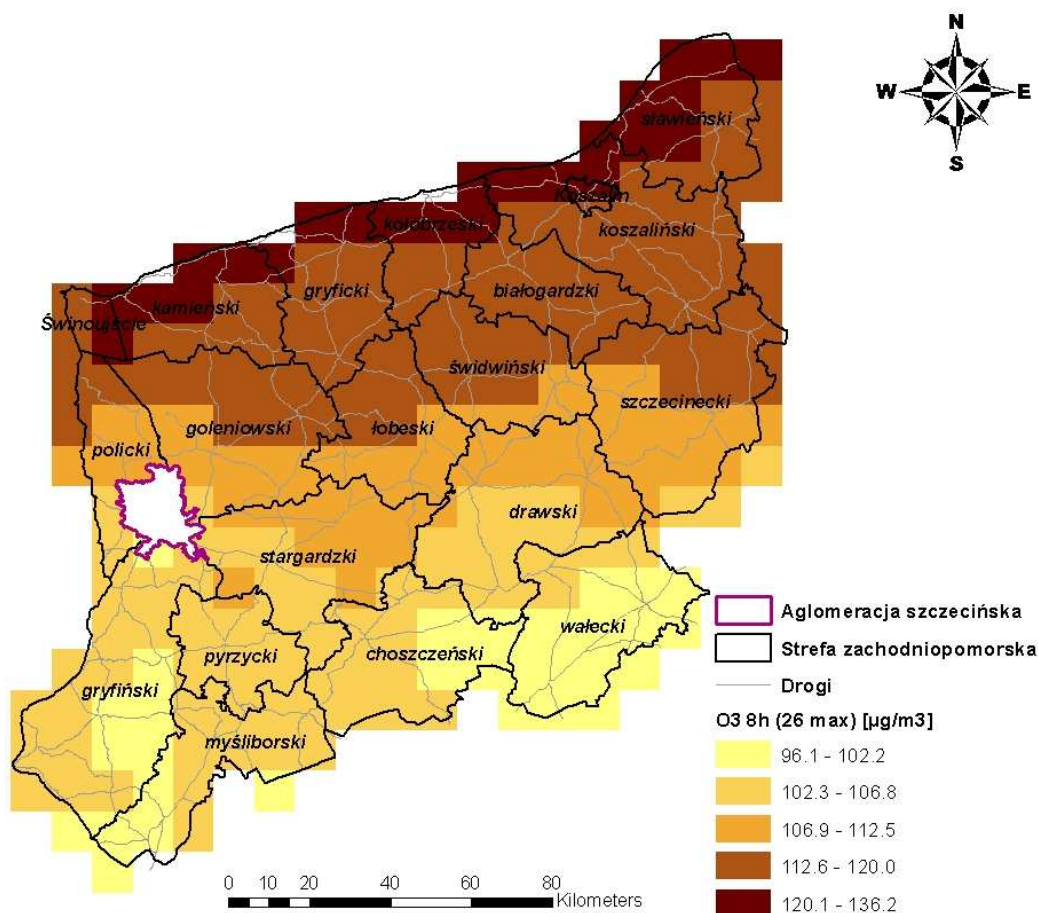 N
W E
S
sławieński
Koszalin
kołobrzeski
koszaliński
gryficki
białogardzki
kamieński
Świnoujście
świdwiński
szczecinecki
goleniowski
łobeski
policki
drawski
stargardzki
wałecki
choszczeński
pyrzycki
gryfiński
myśliborski
Aglomeracja szczecińska
Strefa zachodniopomorska
Drogi
O3 8h (26 max) [µg/m3]
96.1 - 102.2
102.3 - 106.8
106.9 - 112.5
112.6 - 120.0
120.1 - 136.2
0 5 10 20 40 60 80
Kilometers